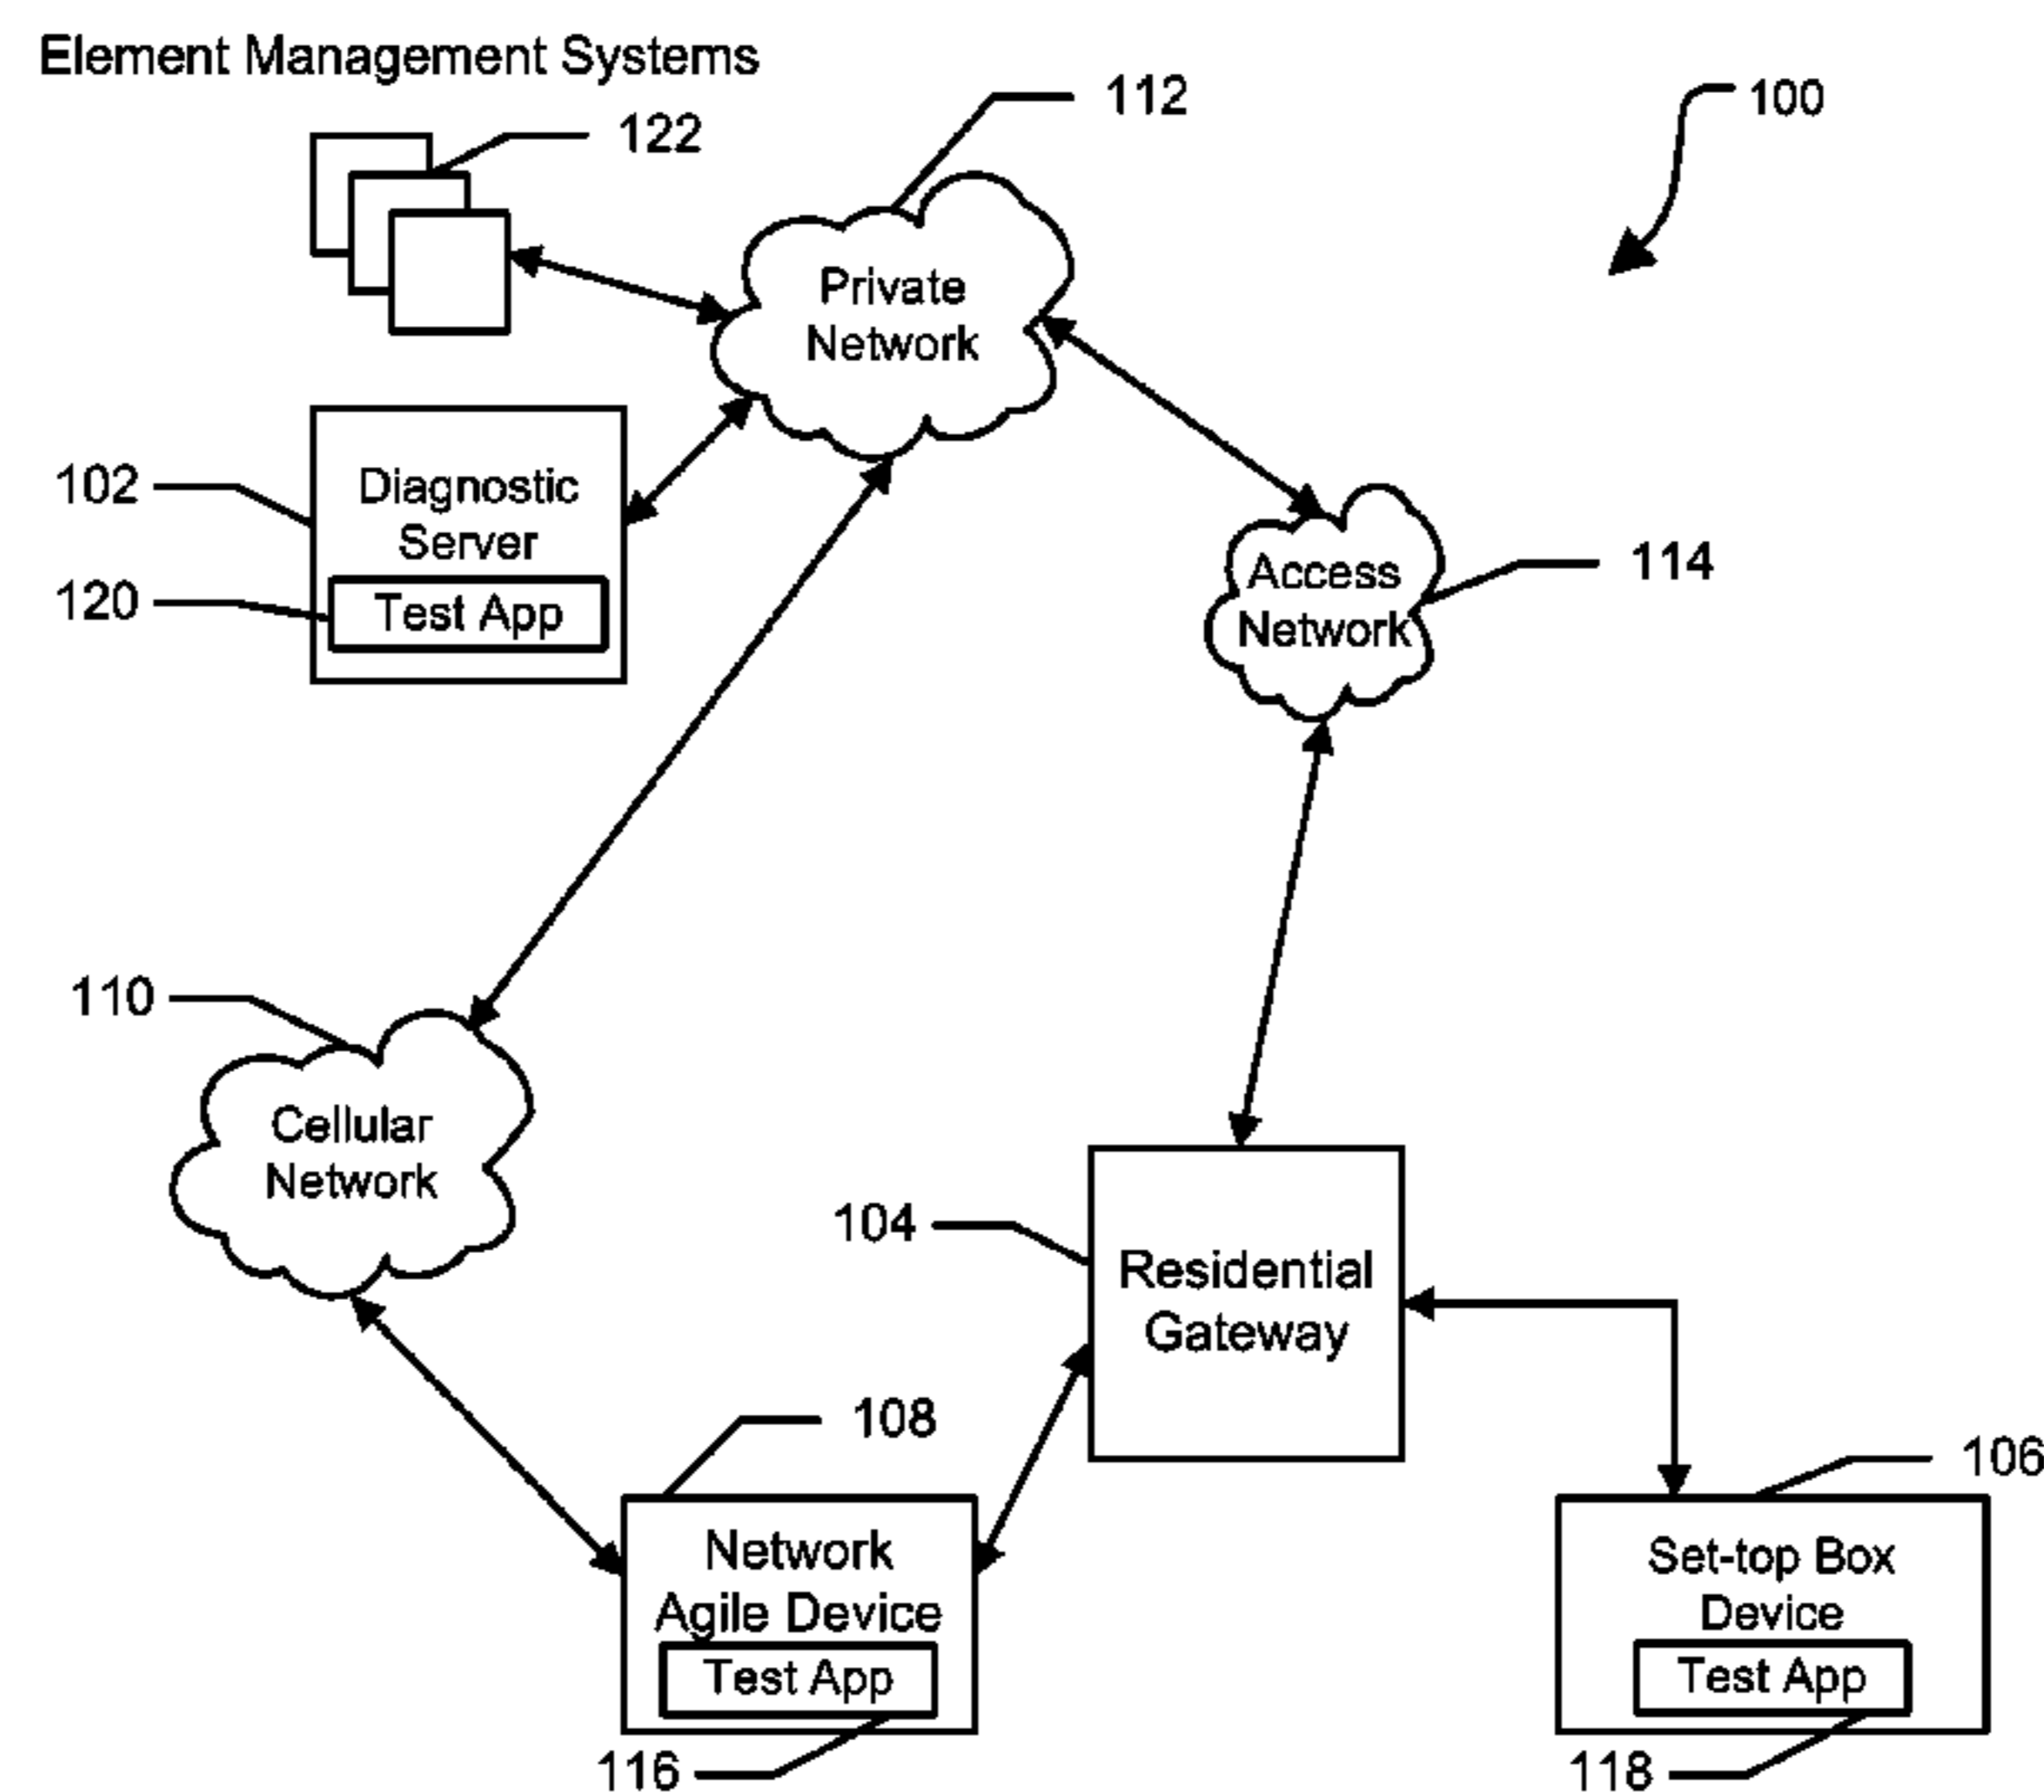 Element Management Systems
122
112
100
Private
Network
102
Diagnostic
Server
120
Test App
Access
Network
114
110
Cellular
Network
104
Residential
Gateway
108
Network
Agile Device
Test App
116
106
Set-top Box
Device
Test App
118